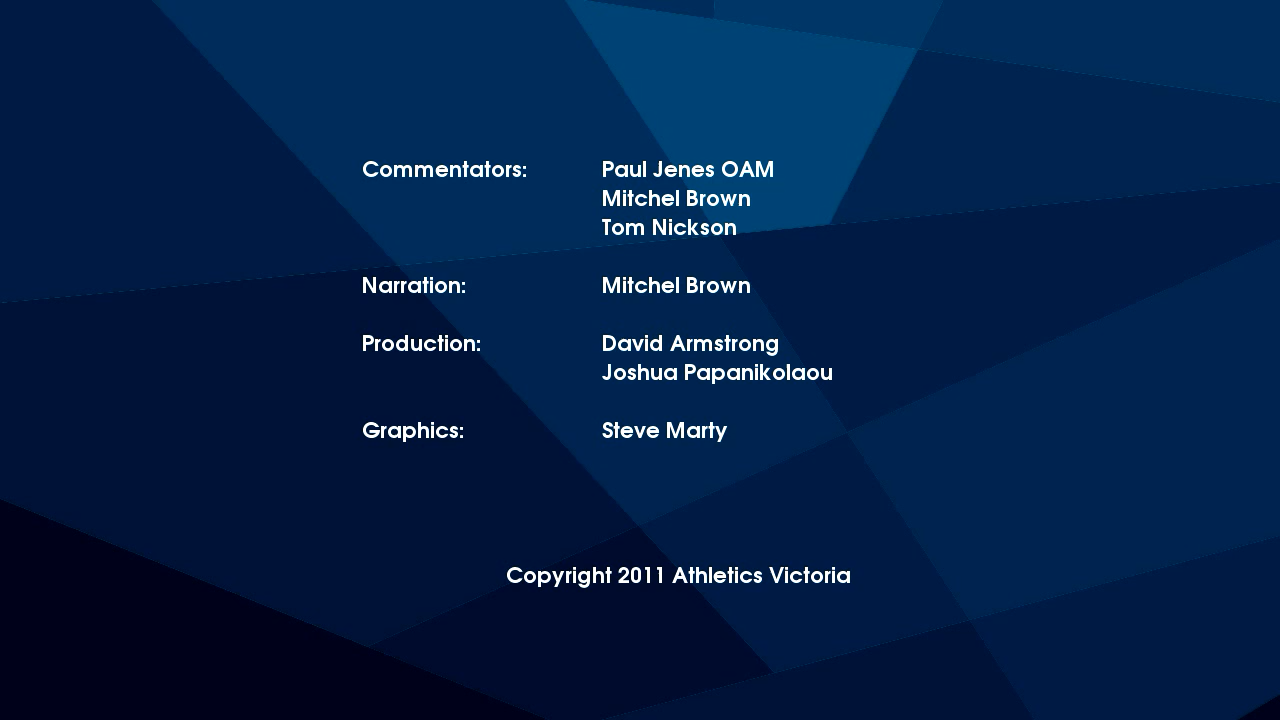 Commentators: Paul Jenes OAM
Mitchel Brown
Tom Nickson
Narration: Mitchel Brown
Production: David Armstrong
Joshua Papanikolaou
Graphics: Steve Marty
Copyright 2011 Athletics Victoria